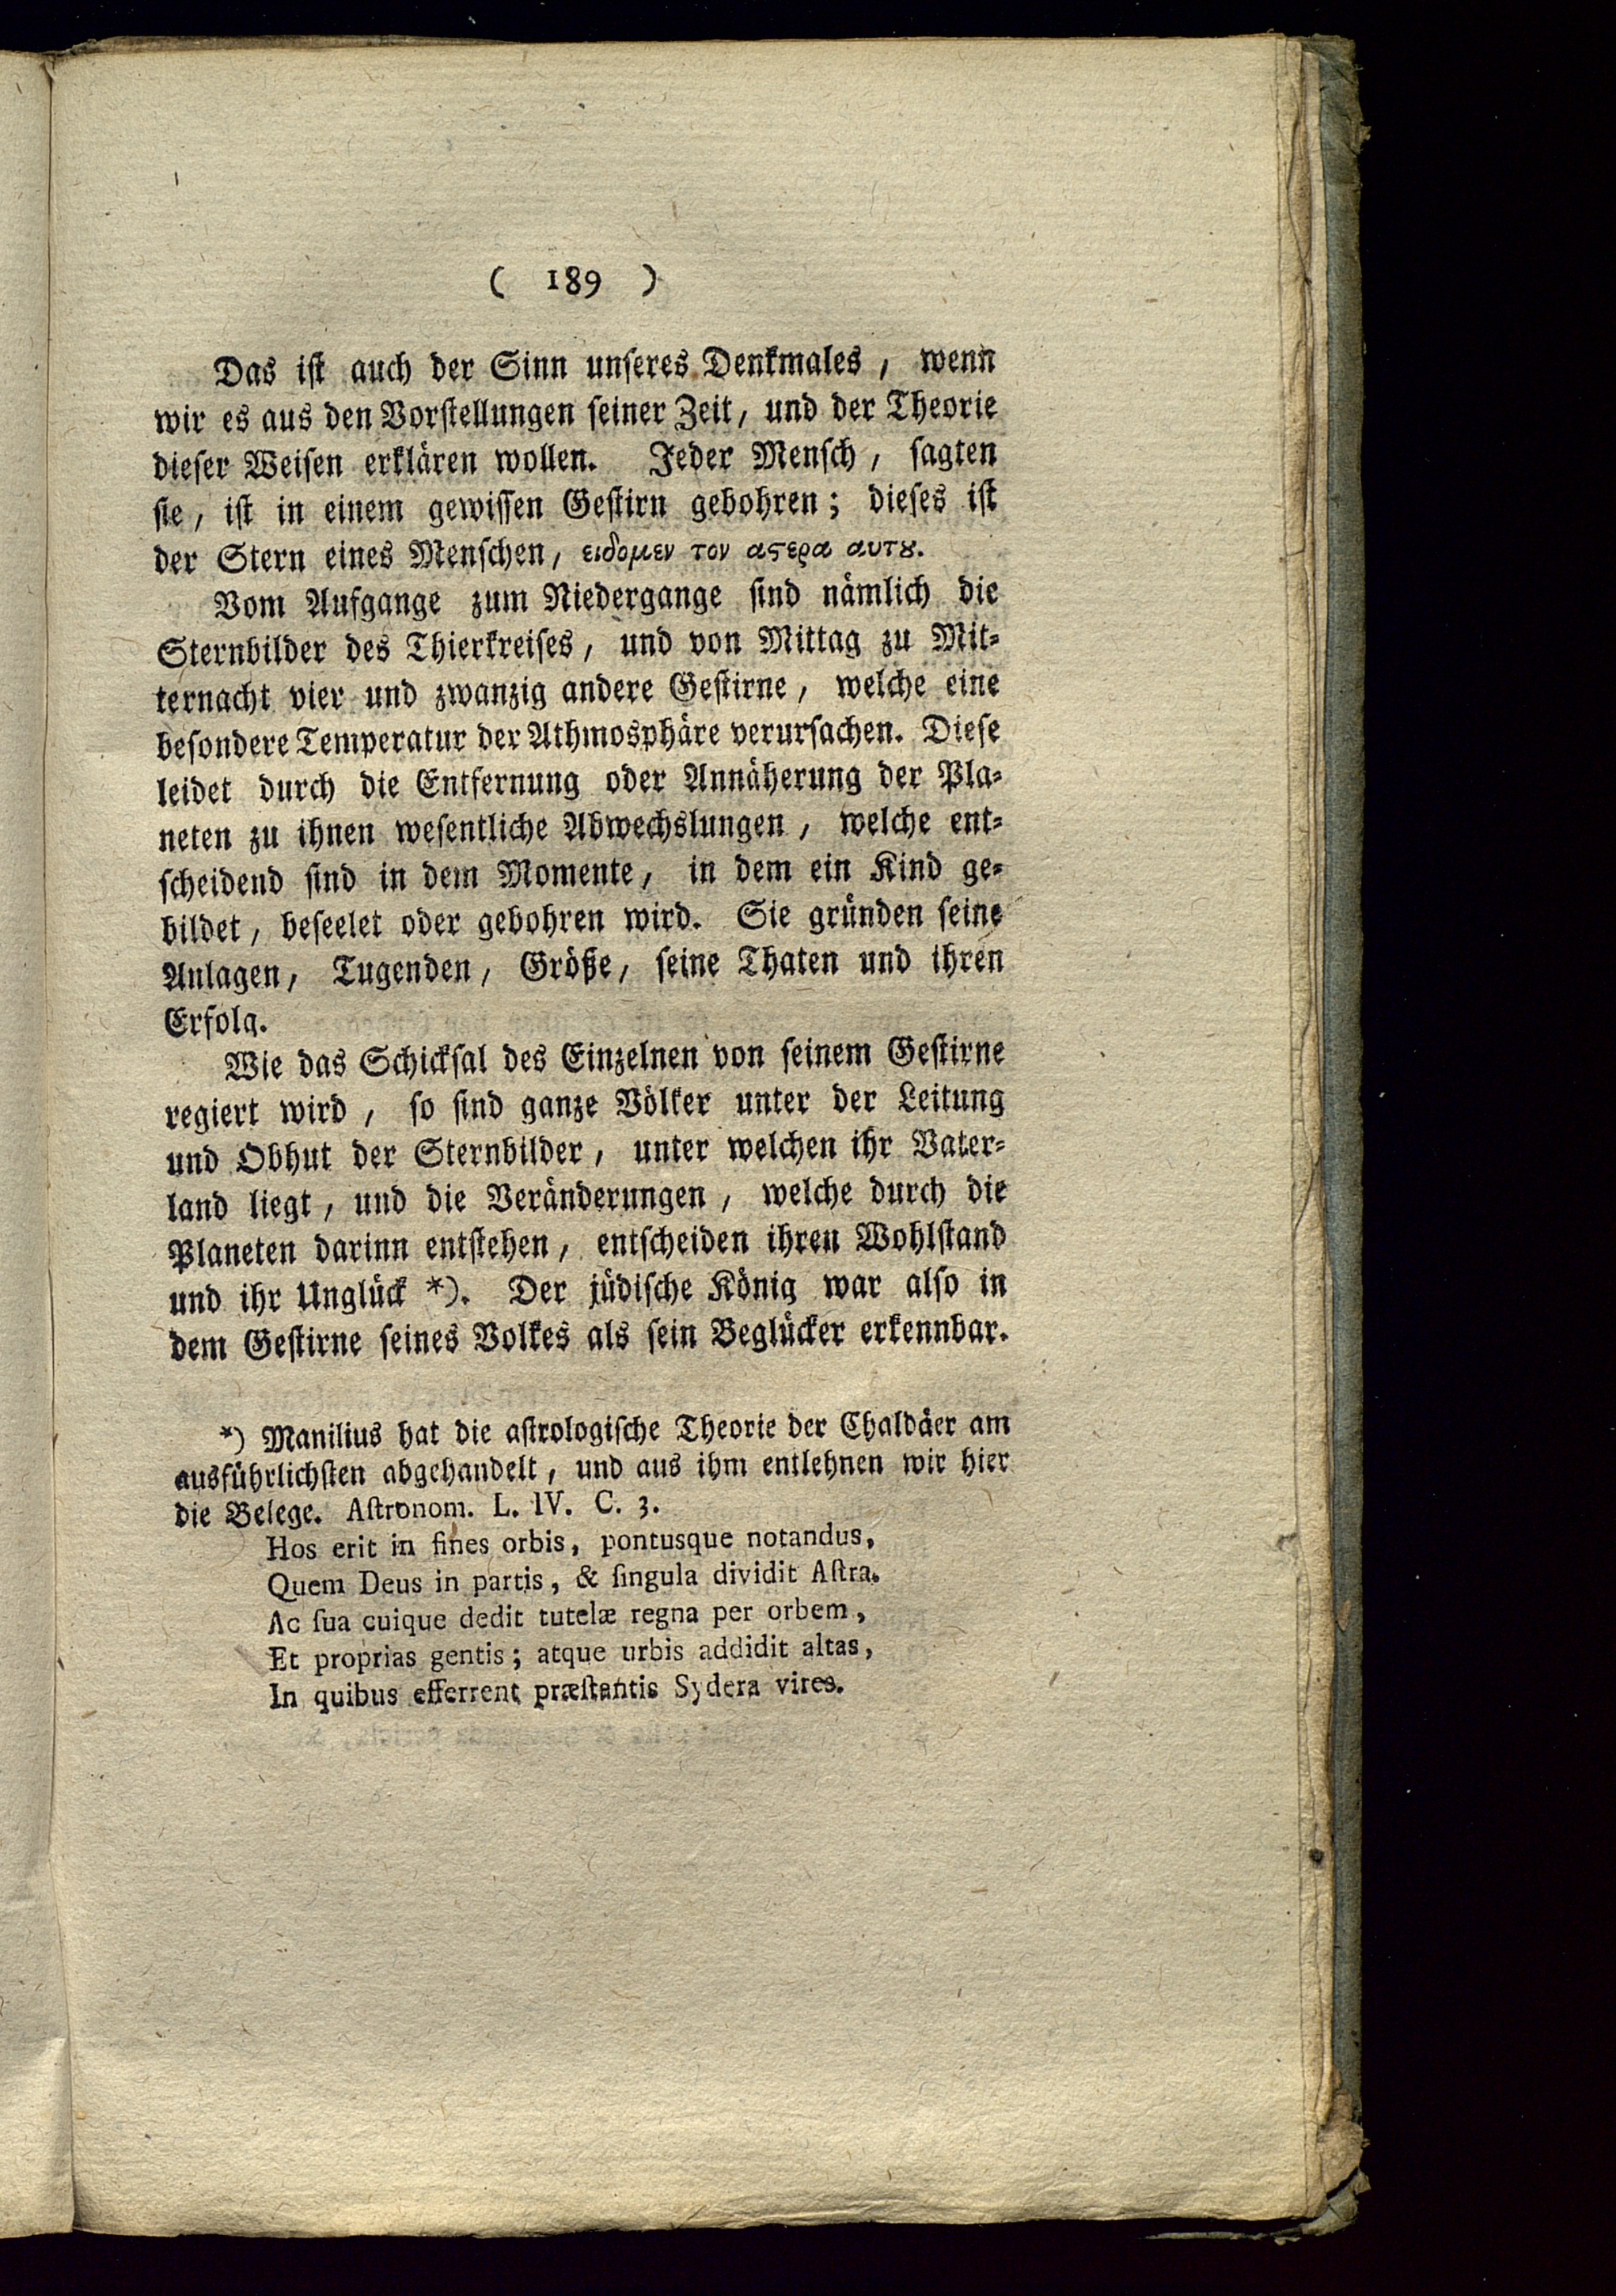 ( 189 )
Das ist auch der Sinn unseres Denkmales, wenn
wir es aus den Vorstellungen seiner Zeit, und der Theorie
dieser Weisen erklären wollen. Jeder Mensch, sagten
sie, ist in einem gewissen Gestirn gebohren; dieses ist
der Stern eines Menschen, ειδομεν τον αϛερα αυτȣ.
Vom Aufgange zum Niedergange sind nämlich die
Sternbilder des Thierkreises, und von Mittag zu Mit-
ternacht vier und zwanzig andere Gestirne, welche eine
besondere Temperatur der Athmosphäre verursachen. Diese
leidet durch die Entfernung oder Annäherung der Pla-
neten zu ihnen wesentliche Abwechslungen, welche ent-
scheidend sind in dem Momente, in dem ein Kind ge-
bildet, beseelet oder gebohren wird. Sie gründen seine
Anlagen, Tugenden, Größe, seine Thaten und ihren
Erfolg.
Wie das Schicksal des Einzelnen von seinem Gestirne
regiert wird, so sind ganze Völker unter der Leitung
und Obhut der Sternbilder, unter welchen ihr Vater-
land liegt, und die Veränderungen, welche durch die
Planeten darinn entstehen, entscheiden ihren Wohlstand
und ihr Unglück *). Der jüdische König war also in
dem Gestirne seines Volkes als sein Beglücker erkennbar.
*) Manilius hat die astrologische Theorie der Chaldäer am
ausführlichsten abgehandelt, und aus ihm entlehnen wir hier
die Belege. Aſtronom. L. IV. C. 3.
Hos erit in fines orbis, pontusque notandus,
Quem Deus in partis, & ſingula dividit Aſtra.
Ac ſua cuique dedit tutelæ regna per orbem,
Et proprias gentis; atque urbis addidit altas,
In quibus efferrent præſtantis Sydera vires.